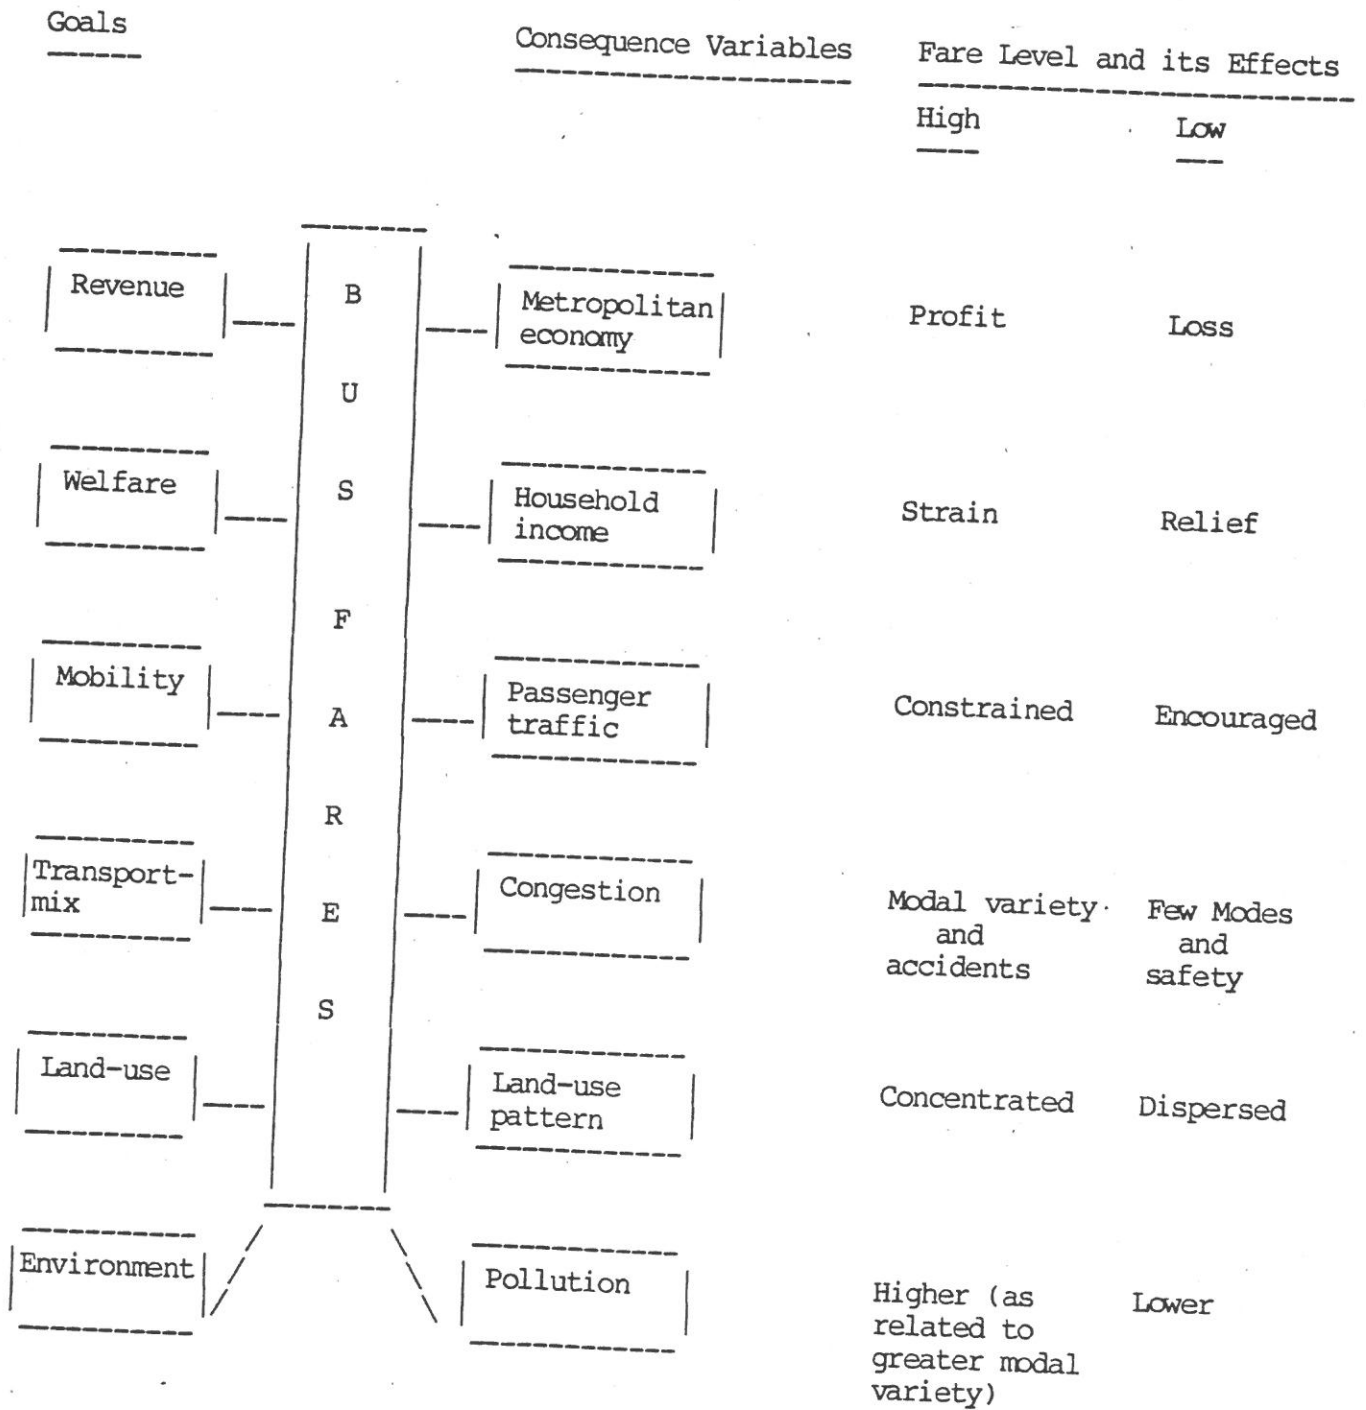 Goals
Consequence Variables
Fare Level and its Effects
High
Low
Revenue
B
U
S
F
A
R
E
S
Metropolitan
economy
Profit
Loss
Welfare
Household
income
Strain
Relief
Mobility
Passenger
traffic
Constrained
Encouraged
Transport-
mix
Congestion
Modal variety
and
accidents
Few Modes
and
safety
Land-use
Land-use
pattern
Concentrated
Dispersed
Environment
Pollution
Higher (as
related to
greater modal
variety)
Lower